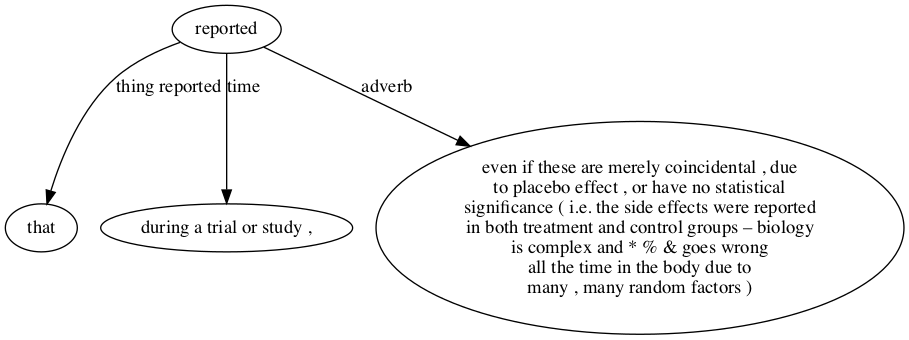 reported
thing reported
time
adverb
that
during a trial or study ,
even if these are merely coincidental , due
to placebo effect , or have no statistical
significance ( i.e. the side effects were reported
in both treatment and control groups – biology
is complex and * % & goes wrong
all the time in the body due to
many , many random factors )